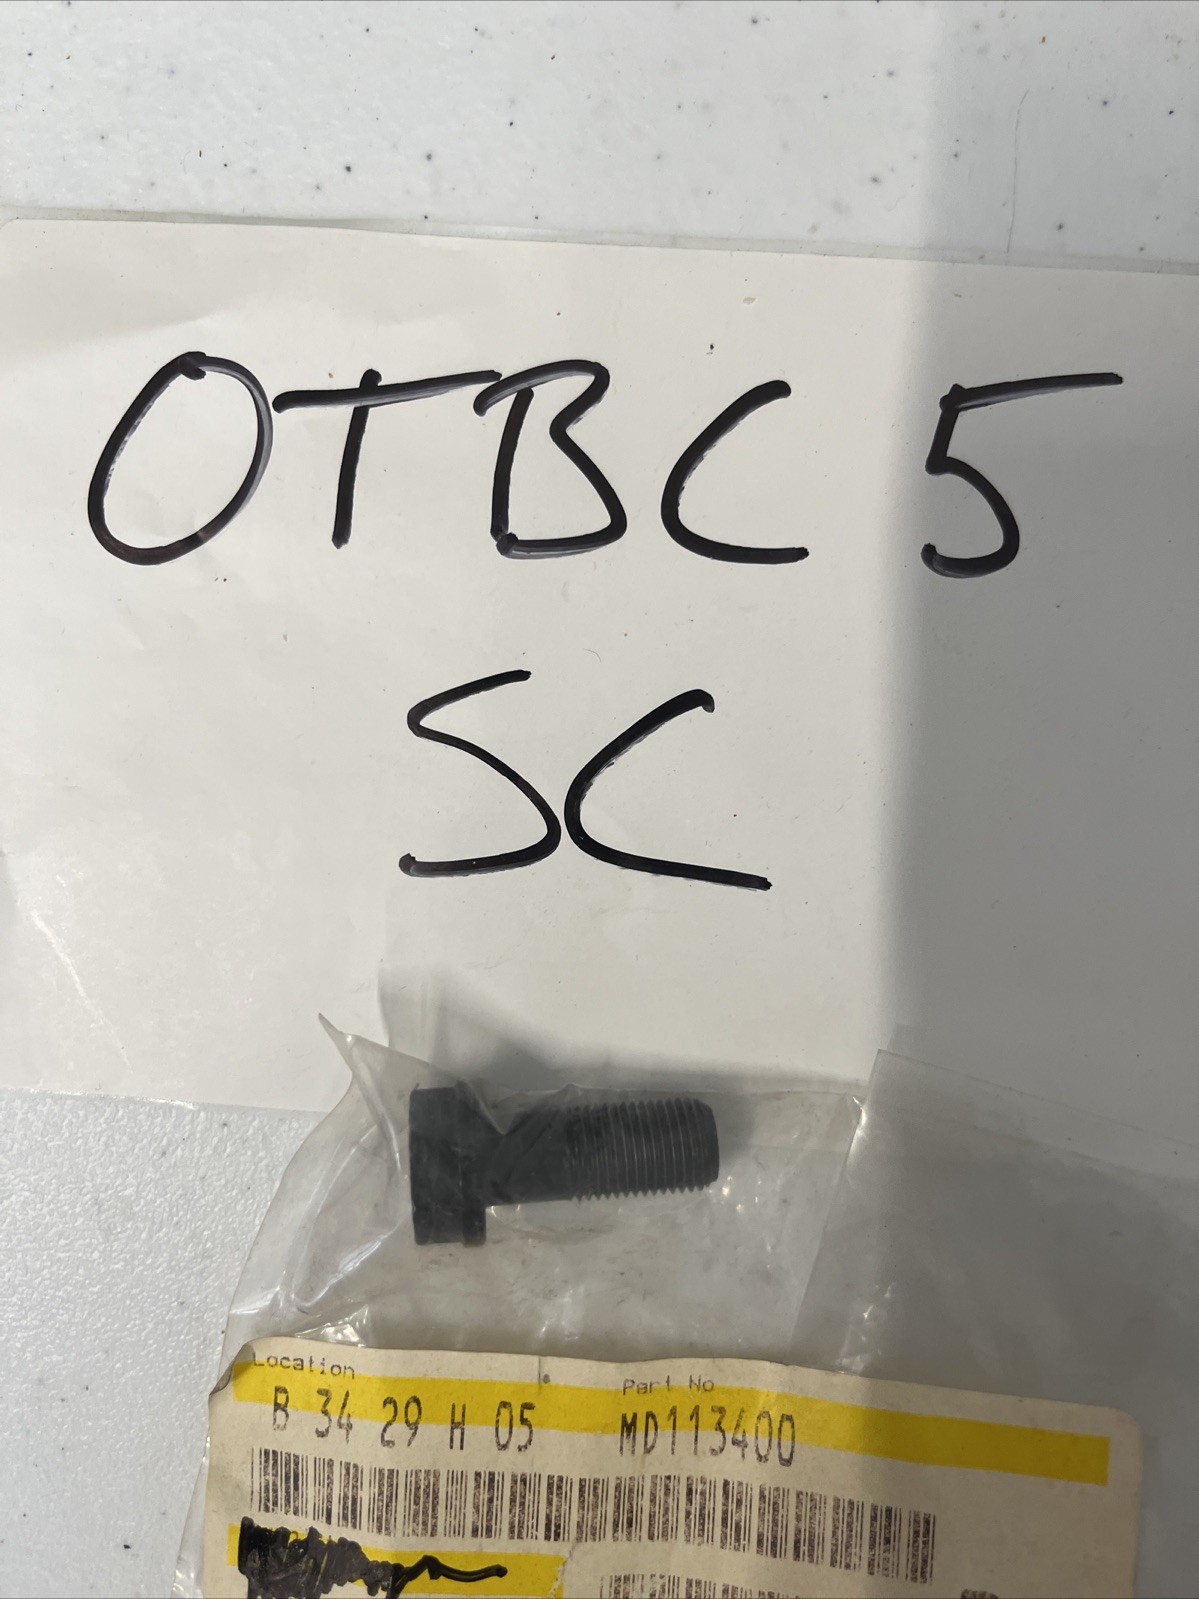 OTBC 5
SC
Location Part No
B 34 29 H 05 MD113400